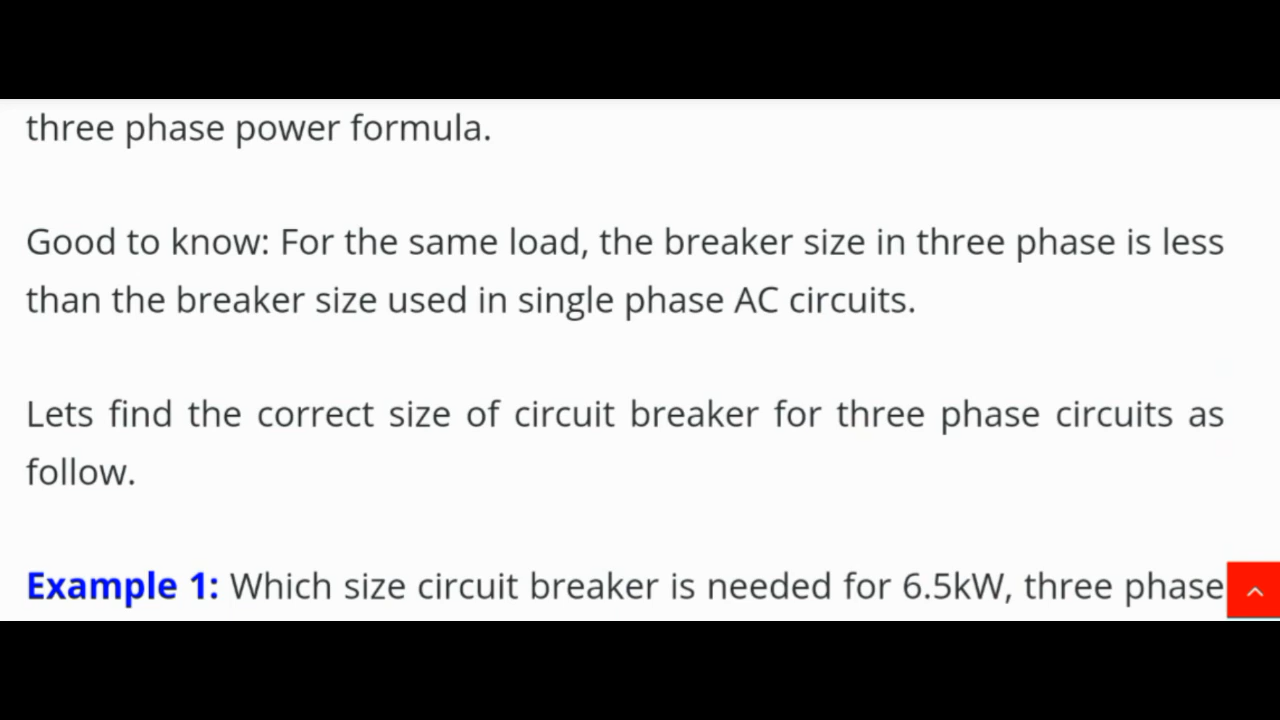 three phase power formula.
Good to know: For the same load, the breaker size in three phase is less
than the breaker size used in single phase AC circuits.
Lets find the correct size of circuit breaker for three phase circuits as
follow.
Example 1: Which size circuit breaker is needed for 6.5kW, three phase